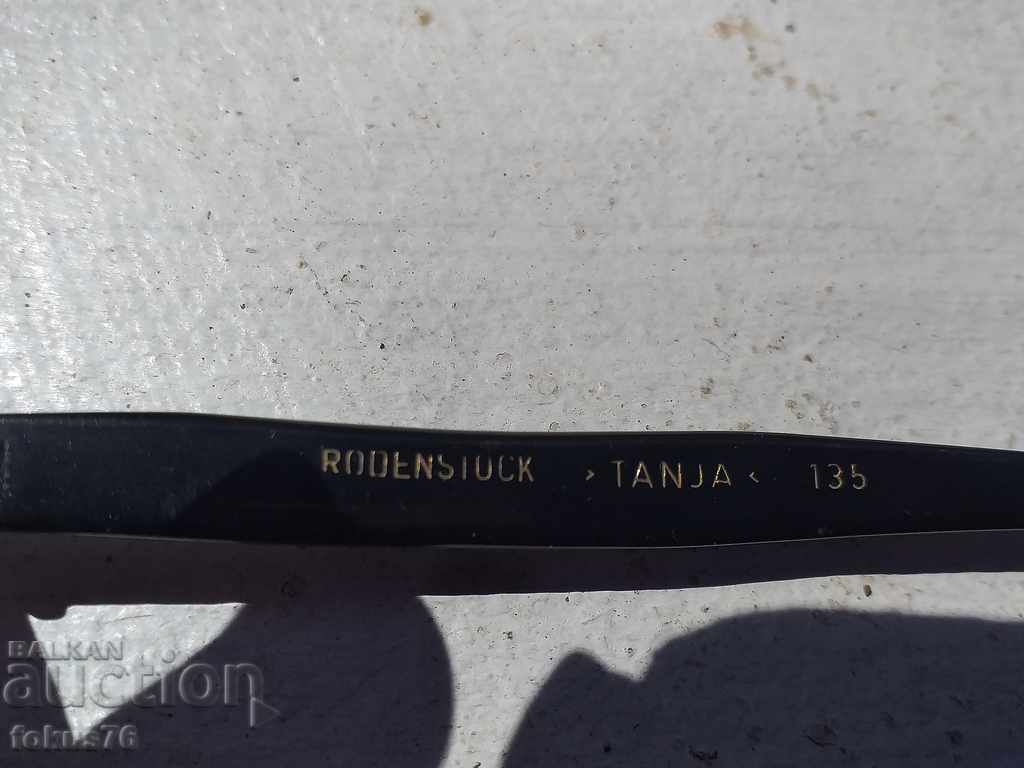 RODENSTOCK ›TANJA‹ 135
BALKAN
auction
fokus76